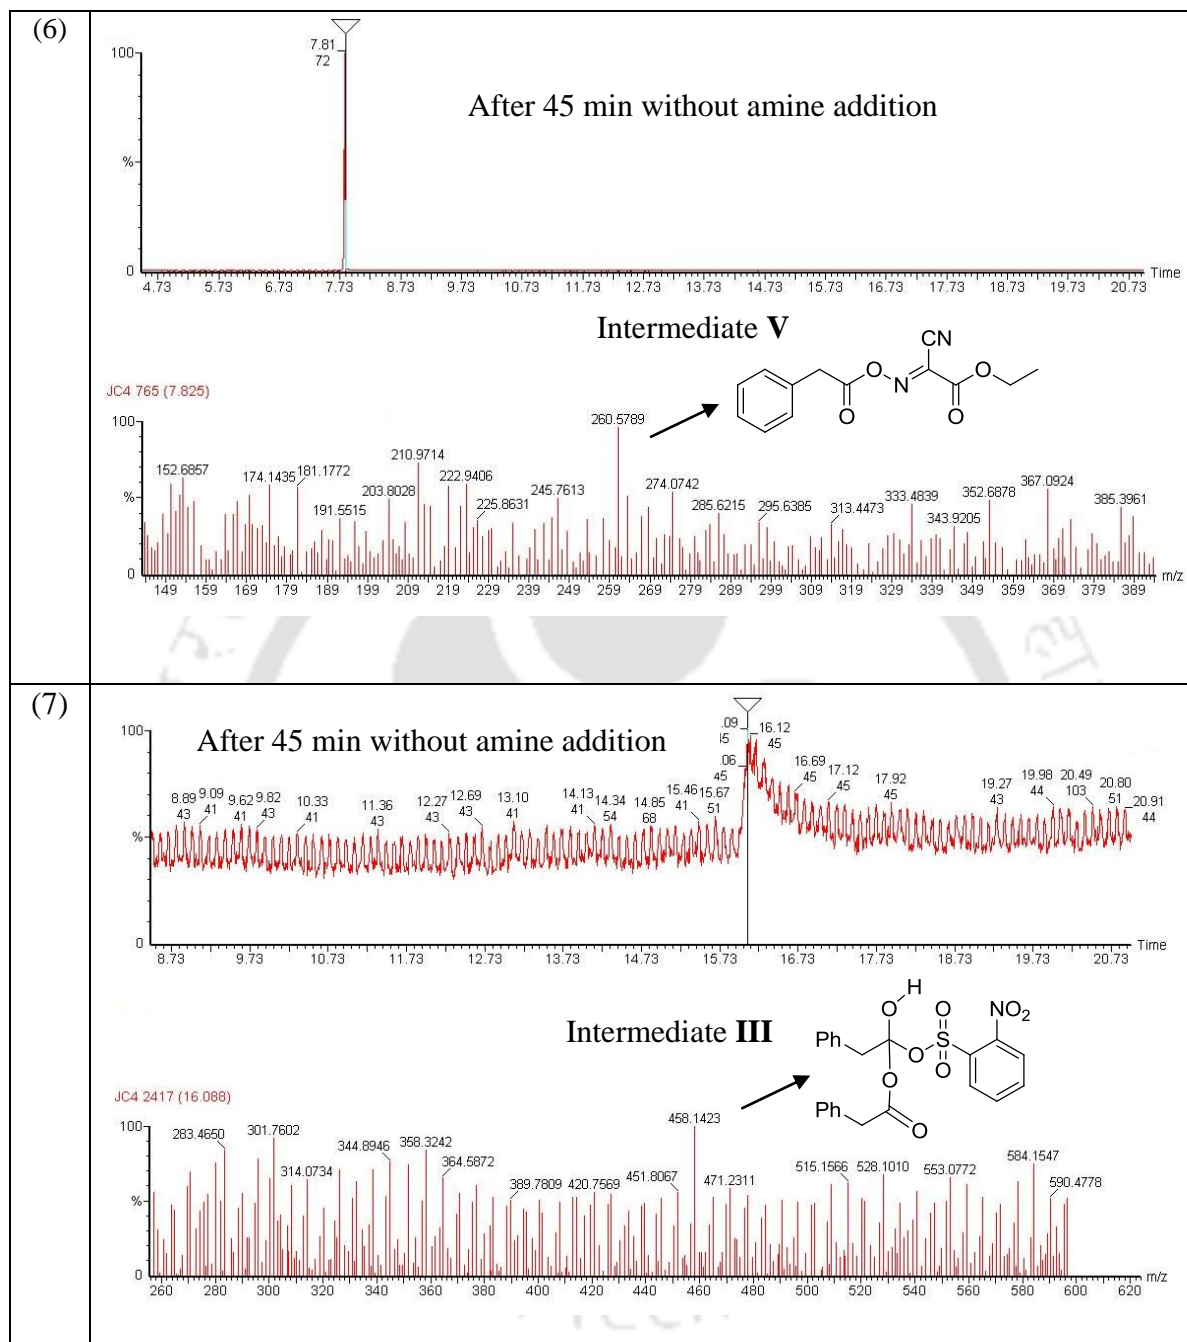 (6)
100
%
0
7.81
72
After 45 min without amine addition
4.73 5.73 6.73 7.73 8.73 9.73 10.73 11.73 12.73 13.73 14.73 15.73 16.73 17.73 18.73 19.73 20.73
Time
Intermediate V
CN
O
N
O
O
O
JC4 765 (7.825)
100
%
0
152.6857 174.1435 181.1772 191.5515 203.8028 210.9714 222.9406 225.8631 245.7613 260.5789 274.0742 285.6215 295.6385 313.4473 333.4839 343.9205 352.6878 367.0924 385.3961
149 159 169 179 189 199 209 219 229 239 249 259 269 279 289 299 309 319 329 339 349 359 369 379 389
m/z
(7)
100
%
0
After 45 min without amine addition
8.89 43
9.09 41
9.62 41
9.82 43
10.33 41
11.36 43
12.27 43
12.69 43
13.10 41
14.13 41
14.34 54
14.85 68
15.46 41
15.67 51
.06 45
.09 45
16.12 45
16.69 45
17.12 45
17.92 45
19.27 43
19.98 44
20.49 103
20.80 51
20.91 44
8.73 9.73 10.73 11.73 12.73 13.73 14.73 15.73 16.73 17.73 18.73 19.73 20.73
Time
Intermediate III
H
O
O
NO2
Ph
O
S
O
O
Ph
O
JC4 2417 (16.088)
100
%
0
283.4650 301.7602 314.0734 344.8946 358.3242 364.5872 389.7809 420.7569 451.8067 458.1423 471.2311 515.1566 528.1010 553.0772 584.1547 590.4778
260 280 300 320 340 360 380 400 420 440 460 480 500 520 540 560 580 600 620
m/z